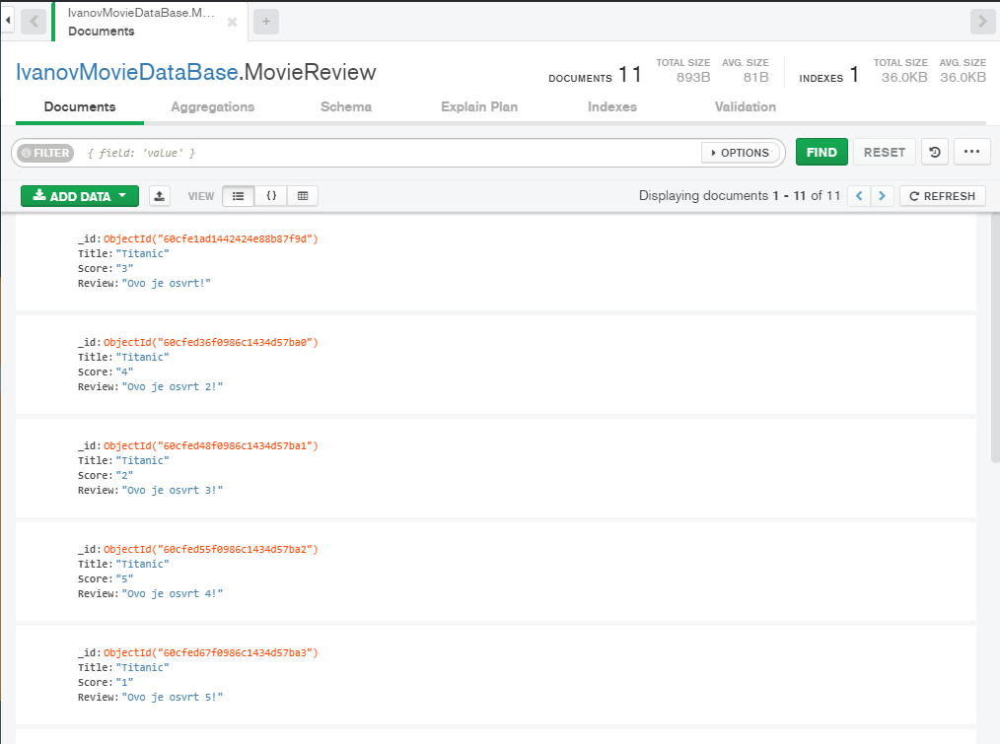 IvanovMovieDataBase.M...
Documents
IvanovMovieDataBase.MovieReview
DOCUMENTS 11
TOTAL SIZE AVG. SIZE
893B 81B
INDEXES 1
TOTAL SIZE AVG. SIZE
36.0KB 36.0KB
Documents Aggregations Schema Explain Plan Indexes Validation
FILTER { field: 'value' } OPTIONS FIND RESET ...
ADD DATA VIEW {} Displaying documents 1 - 11 of 11 < > REFRESH
_id: ObjectId("60cfe1ad1442424e88b87f9d")
Title: "Titanic"
Score: "3"
Review: "Ovo je osvrt!"
_id: ObjectId("60cfed36f0986c1434d57ba0")
Title: "Titanic"
Score: "4"
Review: "Ovo je osvrt 2!"
_id: ObjectId("60cfed48f0986c1434d57ba1")
Title: "Titanic"
Score: "2"
Review: "Ovo je osvrt 3!"
_id: ObjectId("60cfed55f0986c1434d57ba2")
Title: "Titanic"
Score: "5"
Review: "Ovo je osvrt 4!"
_id: ObjectId("60cfed67f0986c1434d57ba3")
Title: "Titanic"
Score: "1"
Review: "Ovo je osvrt 5!"